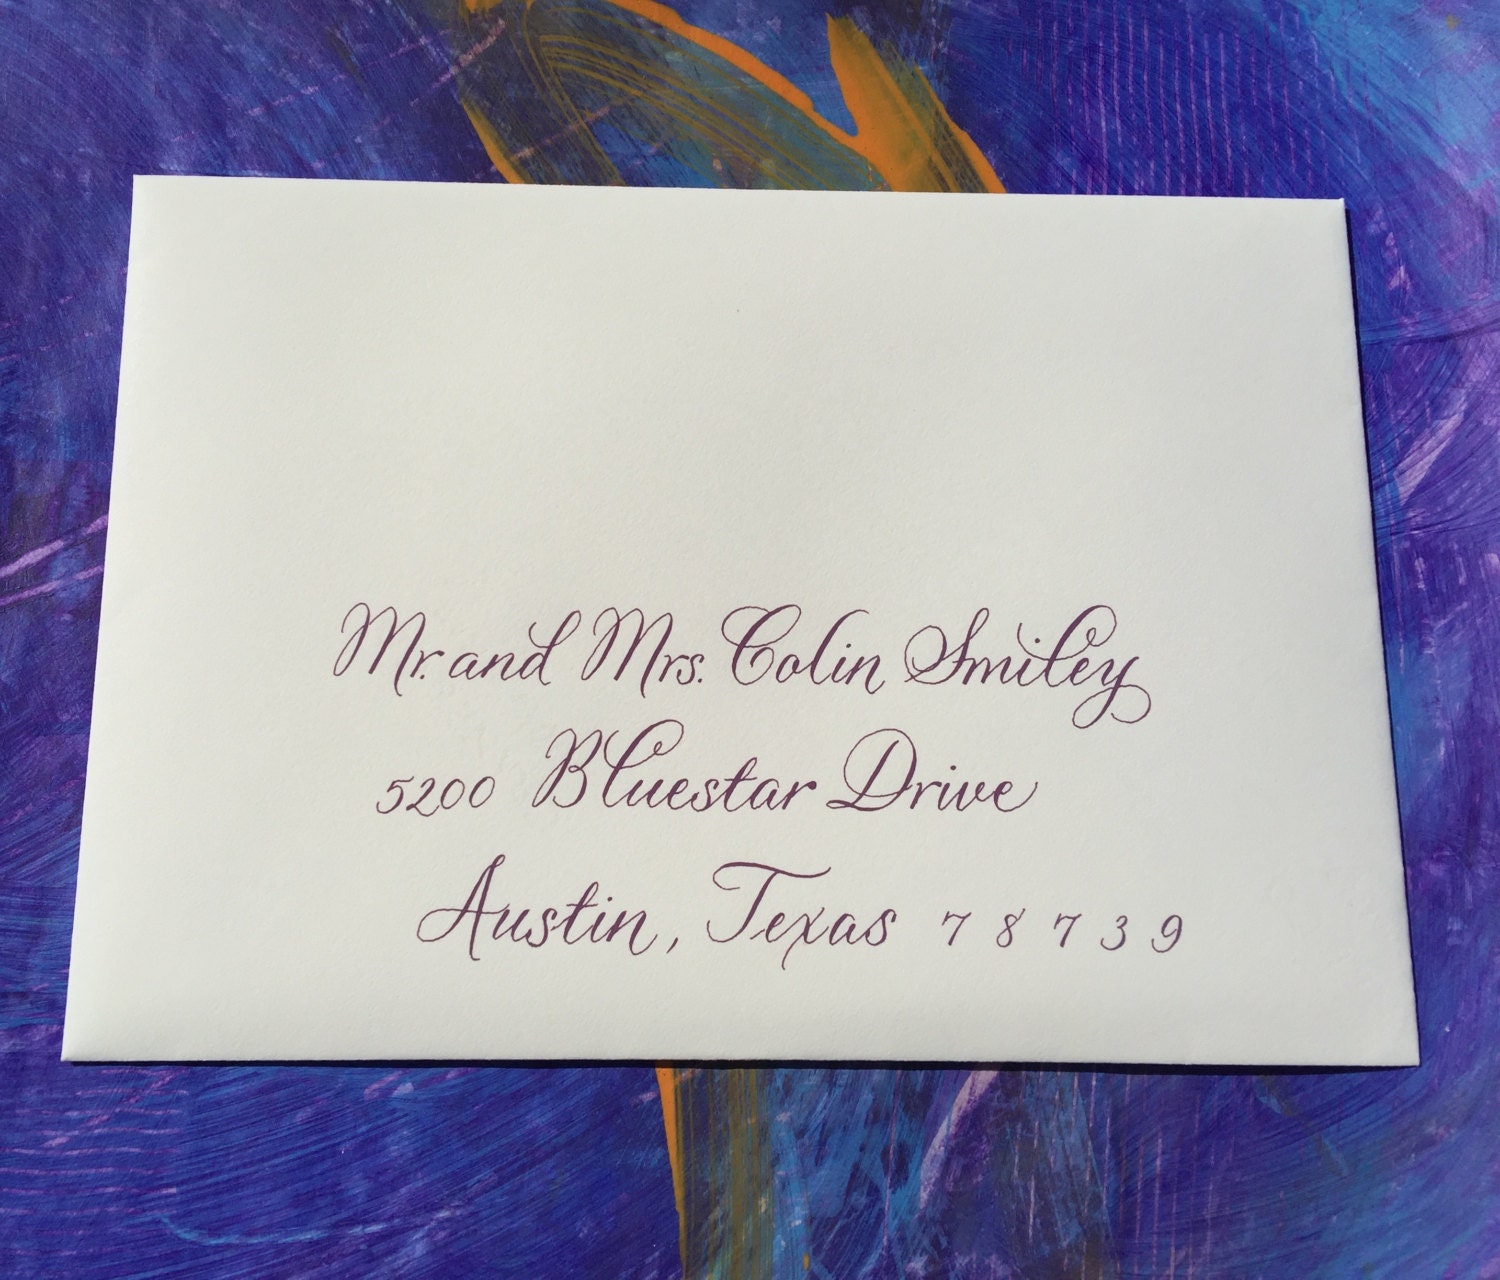 Mr. and Mrs. Colin Smiley
5200 Bluestar Drive
Austin, Texas 78739